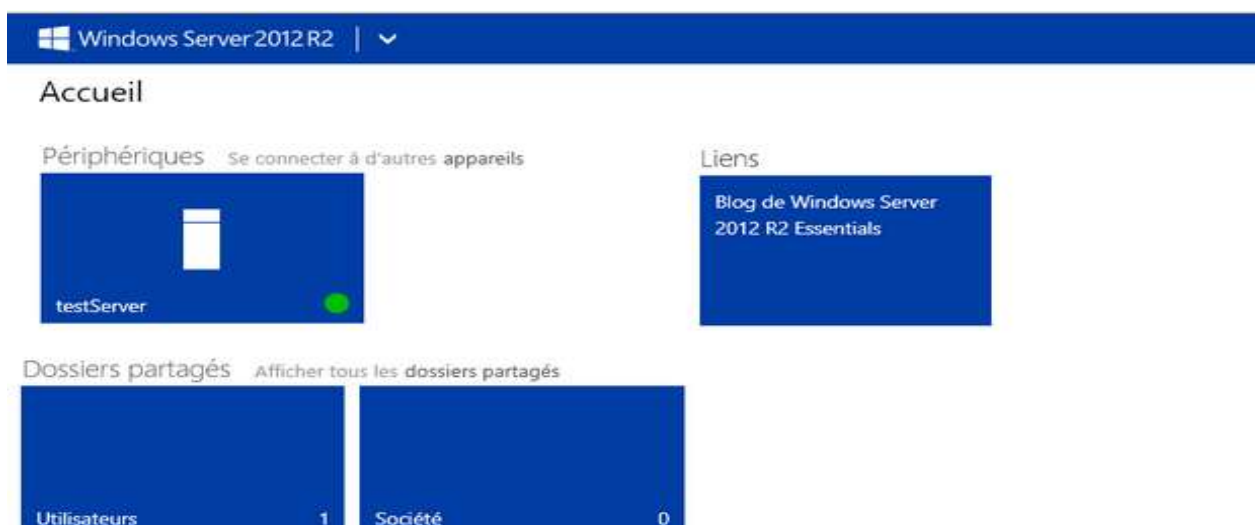 Windows Server 2012 R2
Accueil
Périphériques Se connecter à d'autres appareils
testServer
Liens
Blog de Windows Server
2012 R2 Essentials
Dossiers partagés Afficher tous les dossiers partagés
Utilisateurs 1
Société 0